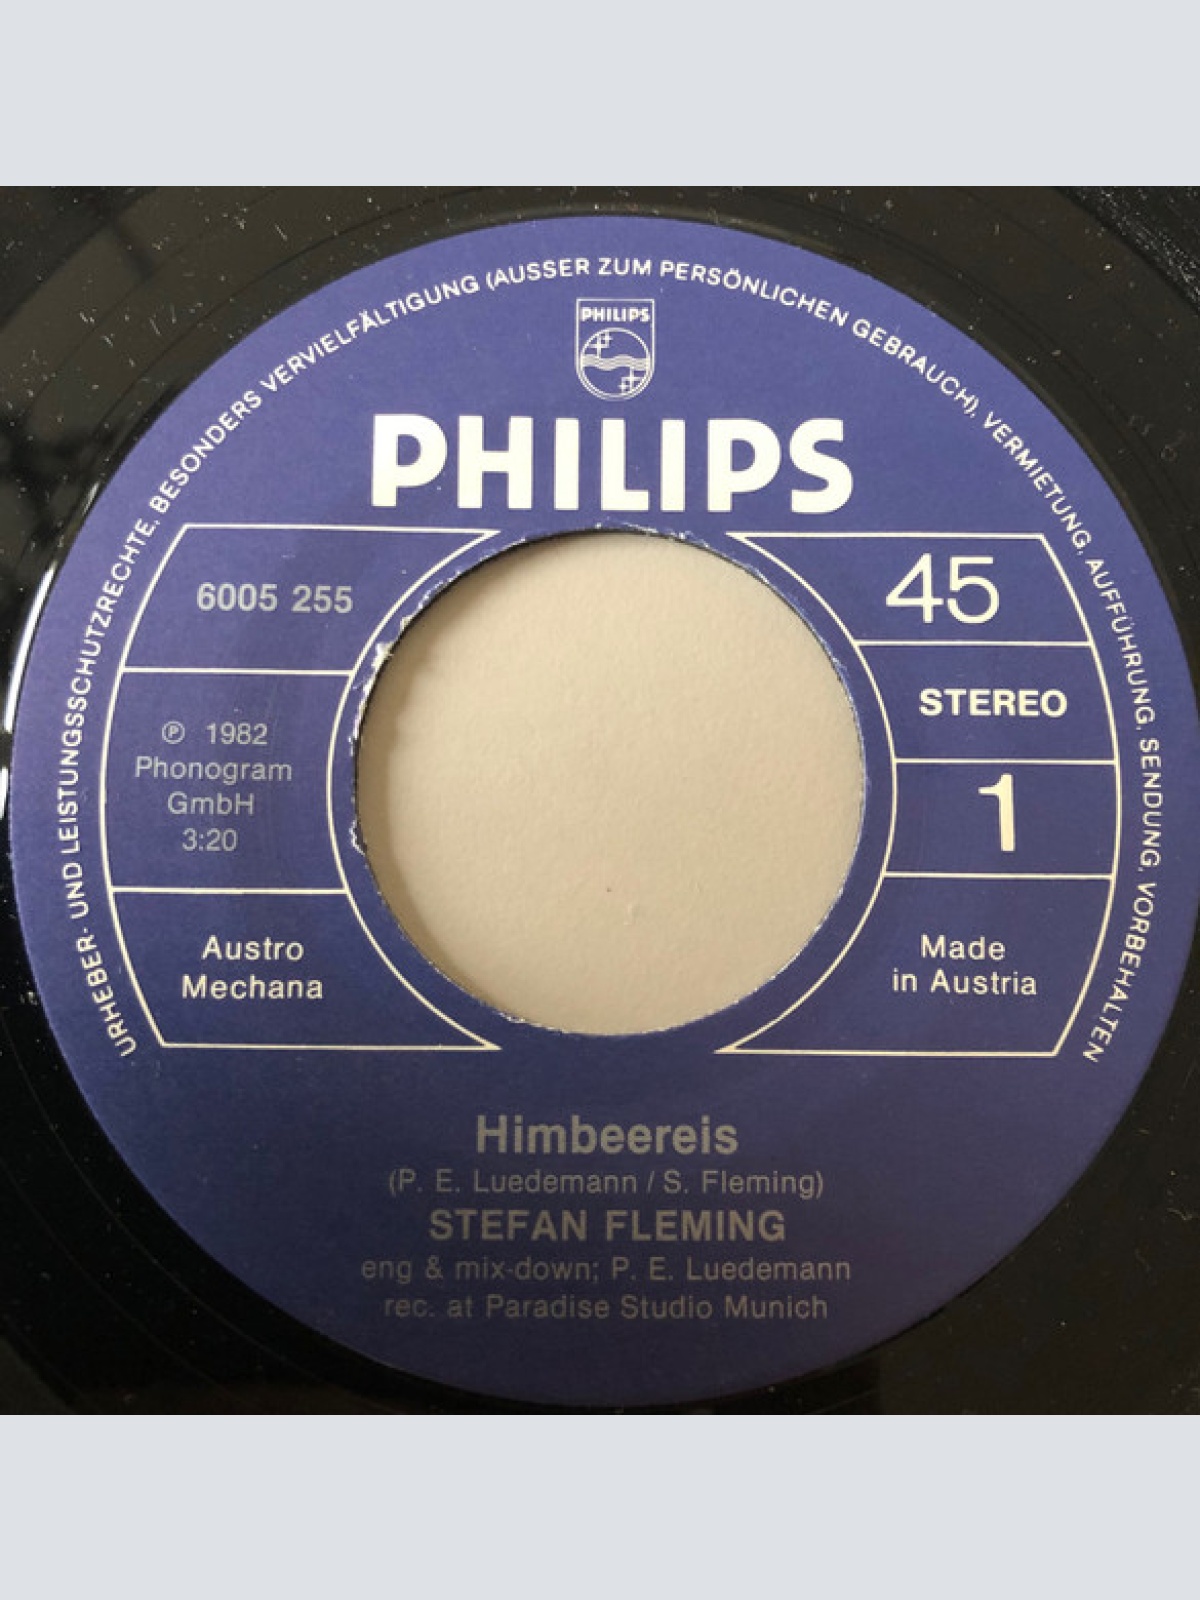 URHEBER- UND LEISTUNGSSCHUTZRECHTE, BESONDERS VERVIELFÄLTIGUNG (AUSSER ZUM PERSÖNLICHEN GEBRAUCH), VERMIETUNG, AUFFÜHRUNG, SENDUNG, VORBEHALTEN
PHILIPS
PHILIPS
6005 255
℗ 1982
Phonogram
GmbH
3:20
Austro
Mechana
45
STEREO
1
Made
in Austria
Himbeereis
(P. E. Luedemann / S. Fleming)
STEFAN FLEMING
eng & mix-down; P. E. Luedemann
rec. at Paradise Studio Munich